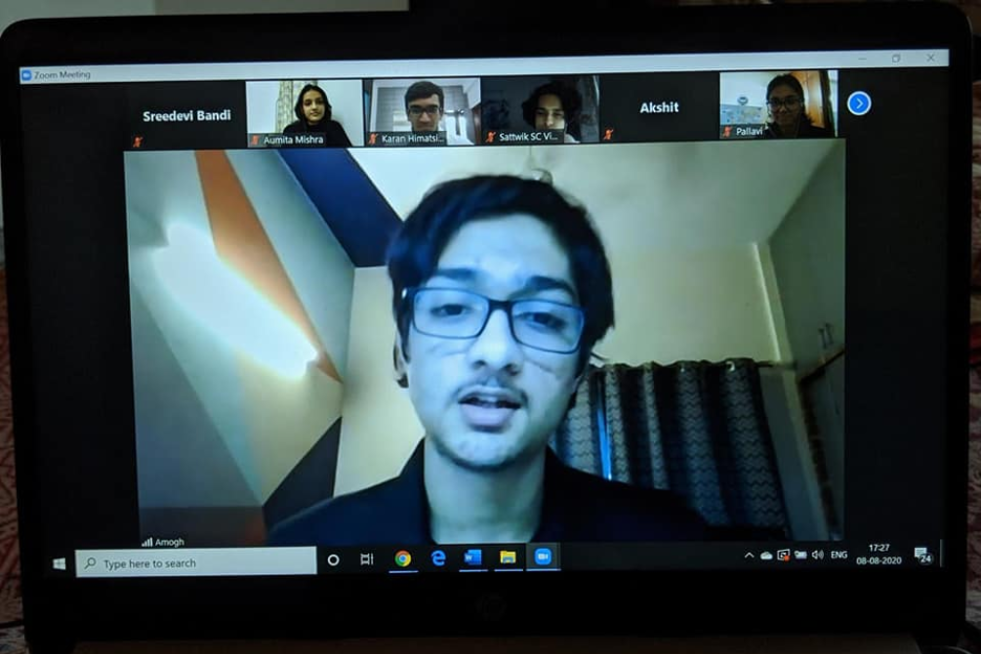 Zoom Meeting
Sreedevi Bandi
Aumita Mishra
Karan Himatsi...
Sattwik SC Vi...
Akshit
Pallavi
Amogh
Type here to search
ENG
17:27
08-08-2020
24